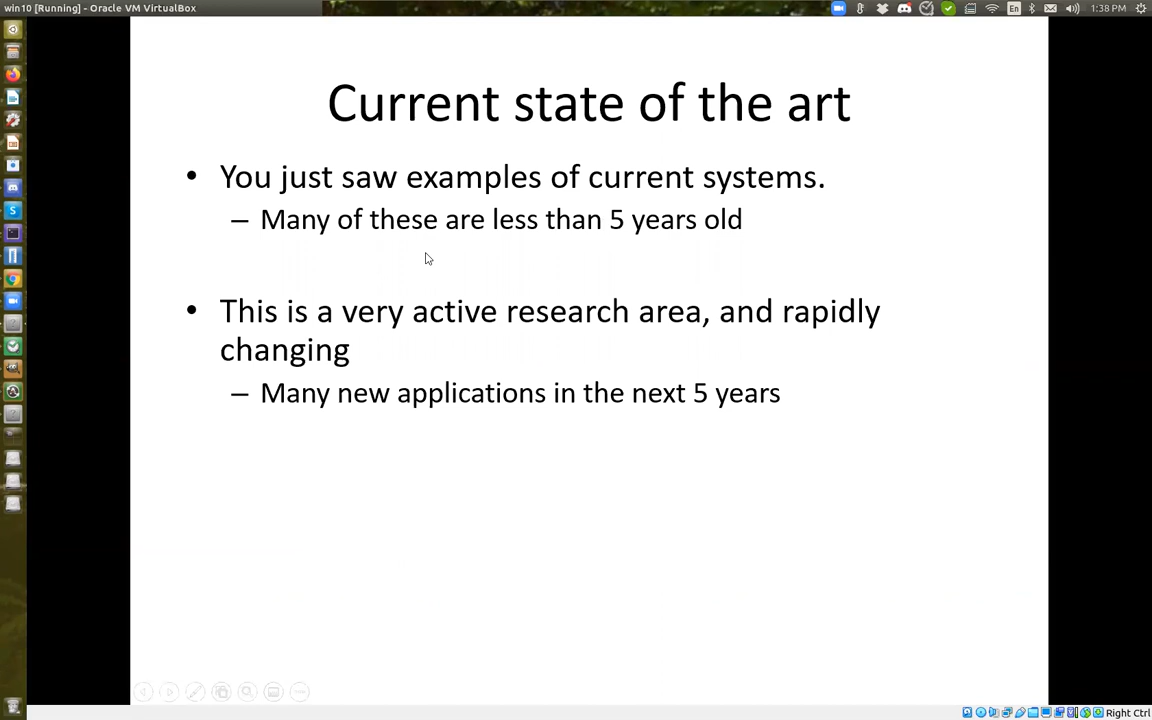 win10 [Running] - Oracle VM VirtualBox
En
1:38 PM
Current state of the art
• You just saw examples of current systems.
– Many of these are less than 5 years old
• This is a very active research area, and rapidly
changing
– Many new applications in the next 5 years
Right Ctrl